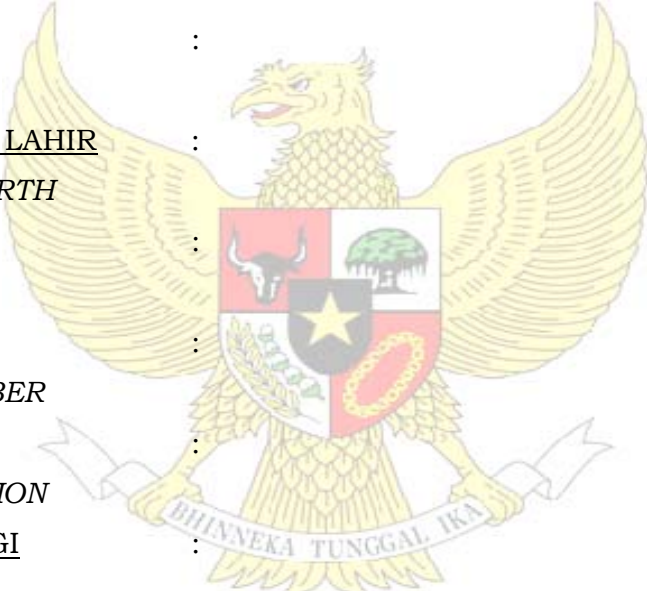 :
LAHIR :
RTH
:
:
BER
:
ION
BHINNEKA TUNGGAL IKA
GI :